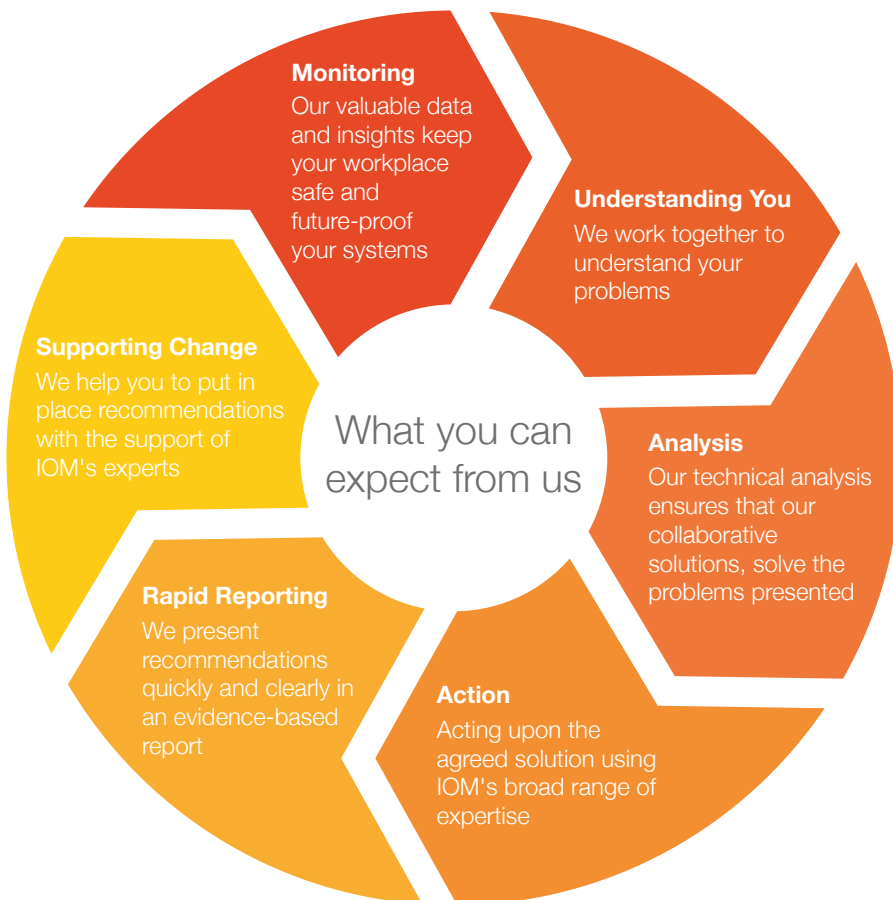 Monitoring
Our valuable data
and insights keep
your workplace
safe and
future-proof
your systems
Understanding You
We work together to
understand your
problems
Analysis
Our technical analysis
ensures that our
collaborative
solutions, solve the
problems presented
Action
Acting upon the
agreed solution using
IOM's broad range of
expertise
Rapid Reporting
We present
recommendations
quickly and clearly in
an evidence-based
report
Supporting Change
We help you to put in
place recommendations
with the support of
IOM's experts
What you can
expect from us